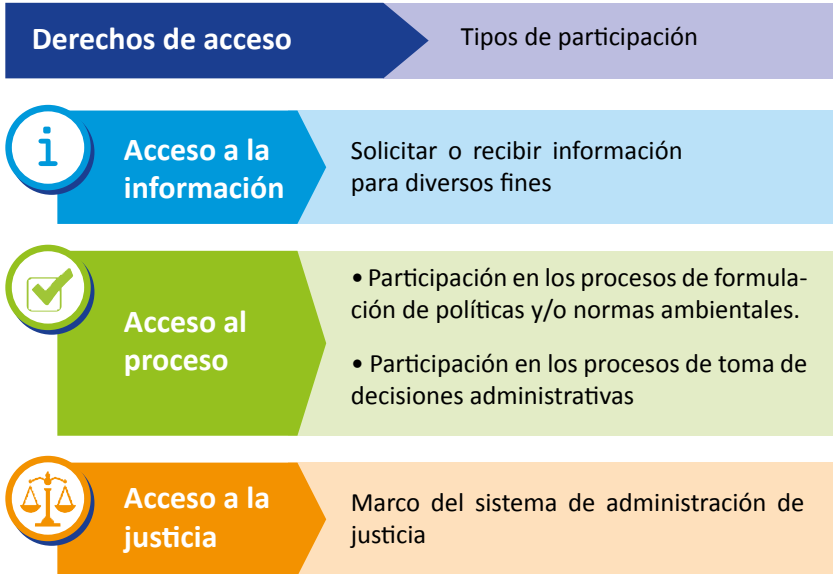 Derechos de acceso
Tipos de participación
i
Acceso a la
información
Solicitar o recibir información
para diversos fines
Acceso al
proceso
• Participación en los procesos de formula-
ción de políticas y/o normas ambientales.
• Participación en los procesos de toma de
decisiones administrativas
Acceso a la
justicia
Marco del sistema de administración de
justicia